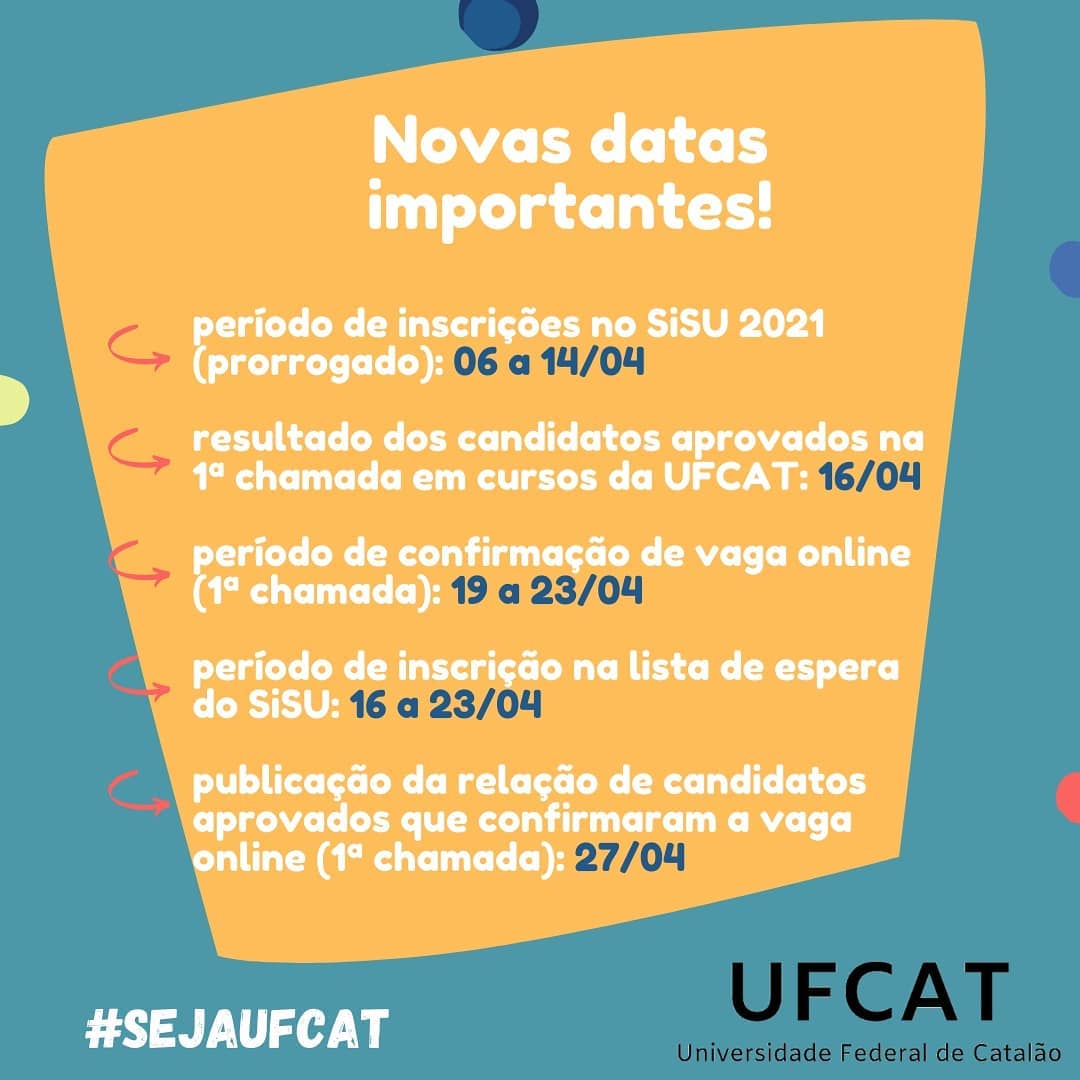 Novas datas
importantes!
período de inscrições no SiSU 2021
(prorrogado): 06 a 14/04
resultado dos candidatos aprovados na
1ª chamada em cursos da UFCAT: 16/04
período de confirmação de vaga online
(1ª chamada): 19 a 23/04
período de inscrição na lista de espera
do SiSU: 16 a 23/04
publicação da relação de candidatos
aprovados que confirmaram a vaga
online (1ª chamada): 27/04
#SEJAUFCAT
UFCAT
Universidade Federal de Catalão